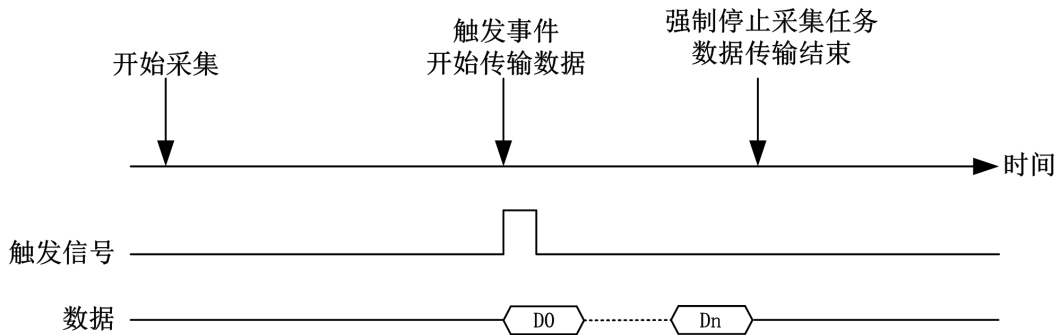 开始采集
触发事件
开始传输数据
强制停止采集任务
数据传输结束
时间
触发信号
数据
D0
Dn